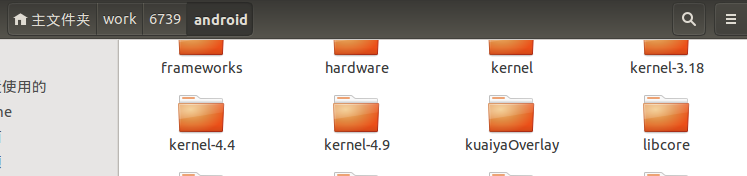 主文件夹 work 6739 android
使用的
frameworks hardware kernel kernel-3.18
me
kernel-4.4 kernel-4.9 kuaiyaOverlay libcore